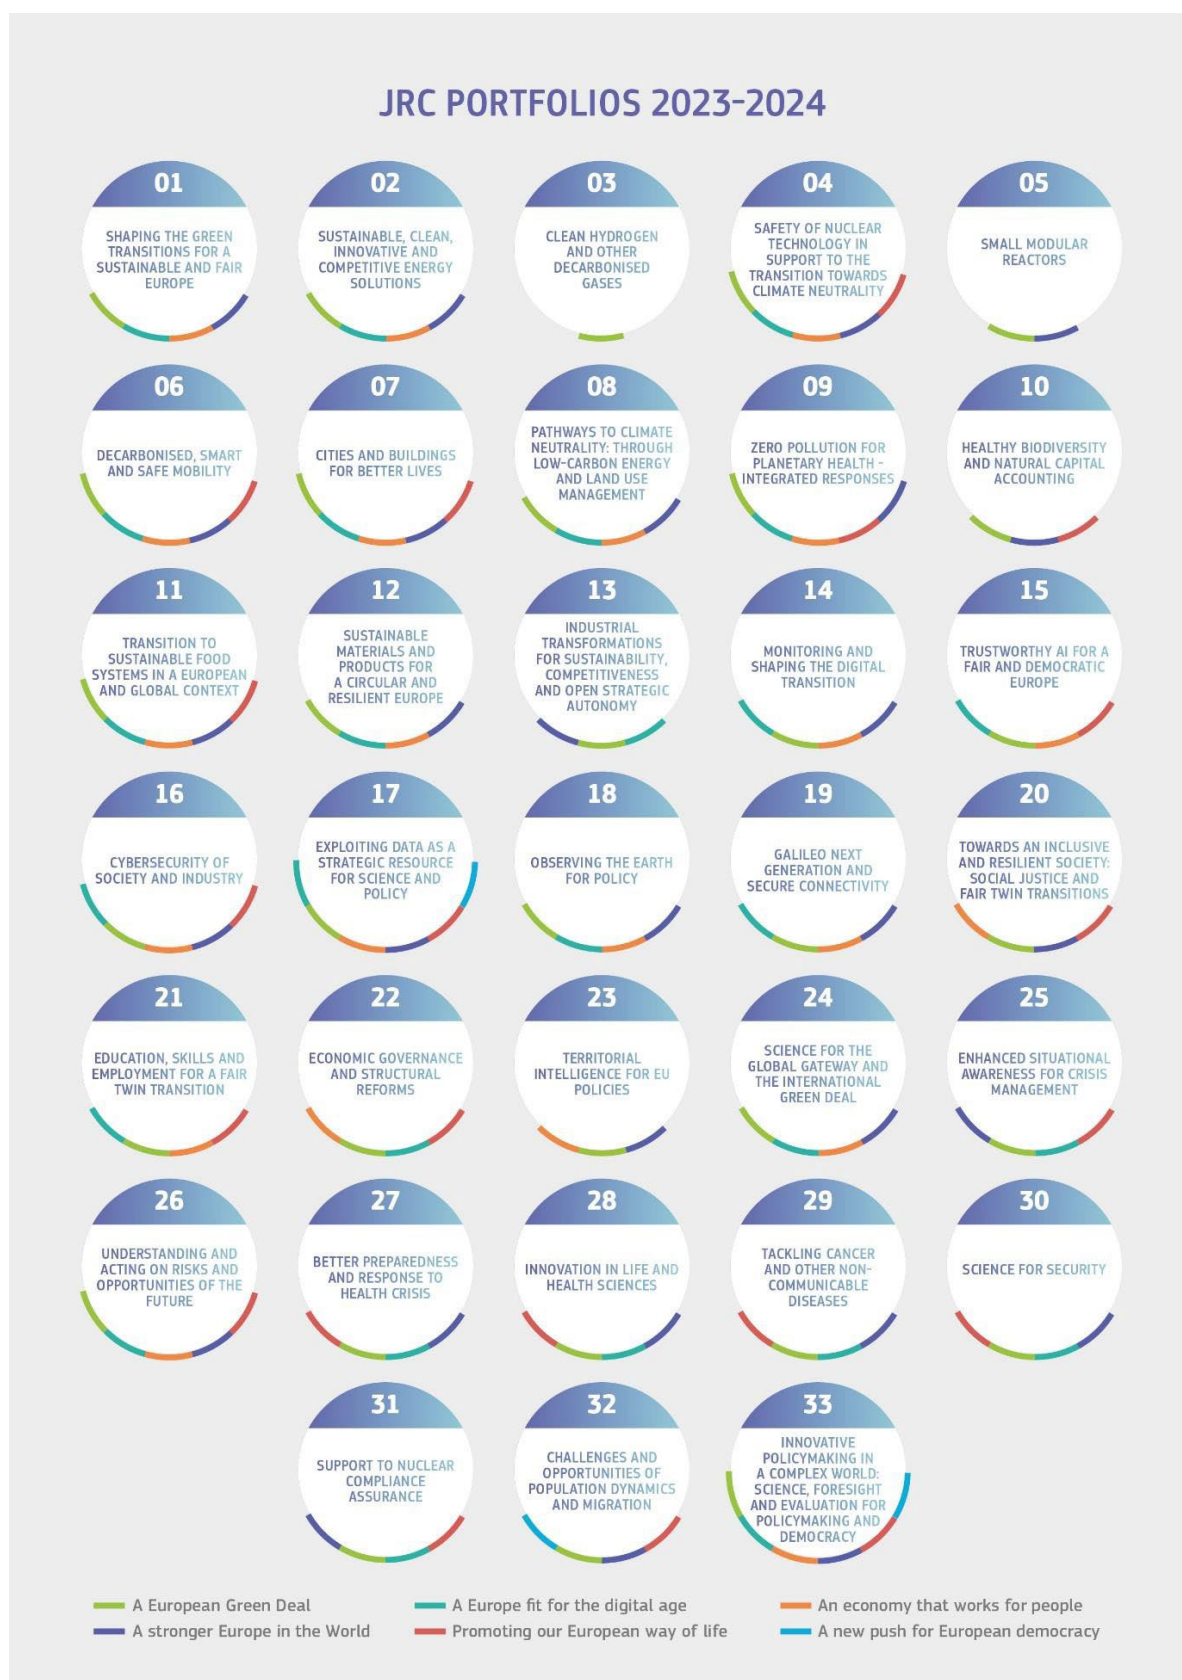 JRC PORTFOLIOS 2023-2024
01
SHAPING THE GREEN
TRANSITIONS FOR A
SUSTAINABLE AND FAIR
EUROPE
02
SUSTAINABLE, CLEAN,
INNOVATIVE AND
COMPETITIVE ENERGY
SOLUTIONS
03
CLEAN HYDROGEN
AND OTHER
DECARBONISED
GASES
04
SAFETY OF NUCLEAR
TECHNOLOGY IN
SUPPORT TO THE
TRANSITION TOWARDS
CLIMATE NEUTRALITY
05
SMALL MODULAR
REACTORS
06
DECARBONISED, SMART
AND SAFE MOBILITY
07
CITIES AND BUILDINGS
FOR BETTER LIVES
08
PATHWAYS TO CLIMATE
NEUTRALITY: THROUGH
LOW-CARBON ENERGY
AND LAND USE
MANAGEMENT
09
ZERO POLLUTION FOR
PLANETARY HEALTH -
INTEGRATED RESPONSES
10
HEALTHY BIODIVERSITY
AND NATURAL CAPITAL
ACCOUNTING
11
TRANSITION TO
SUSTAINABLE FOOD
SYSTEMS IN A EUROPEAN
AND GLOBAL CONTEXT
12
SUSTAINABLE
MATERIALS AND
PRODUCTS FOR
A CIRCULAR AND
RESILIENT EUROPE
13
INDUSTRIAL
TRANSFORMATIONS
FOR SUSTAINABILITY,
COMPETITIVENESS
AND OPEN STRATEGIC
AUTONOMY
14
MONITORING AND
SHAPING THE DIGITAL
TRANSITION
15
TRUSTWORTHY AI FOR A
FAIR AND DEMOCRATIC
EUROPE
16
CYBERSECURITY OF
SOCIETY AND INDUSTRY
17
EXPLOITING DATA AS A
STRATEGIC RESOURCE
FOR SCIENCE AND
POLICY
18
OBSERVING THE EARTH
FOR POLICY
19
GALILEO NEXT
GENERATION AND
SECURE CONNECTIVITY
20
TOWARDS AN INCLUSIVE
AND RESILIENT SOCIETY:
SOCIAL JUSTICE AND
FAIR TWIN TRANSITIONS
21
EDUCATION, SKILLS AND
EMPLOYMENT FOR A FAIR
TWIN TRANSITION
22
ECONOMIC GOVERNANCE
AND STRUCTURAL
REFORMS
23
TERRITORIAL
INTELLIGENCE FOR EU
POLICIES
24
SCIENCE FOR THE
GLOBAL GATEWAY AND
THE INTERNATIONAL
GREEN DEAL
25
ENHANCED SITUATIONAL
AWARENESS FOR CRISIS
MANAGEMENT
26
UNDERSTANDING AND
ACTING ON RISKS AND
OPPORTUNITIES OF THE
FUTURE
27
BETTER PREPAREDNESS
AND RESPONSE TO
HEALTH CRISIS
28
INNOVATION IN LIFE AND
HEALTH SCIENCES
29
TACKLING CANCER
AND OTHER NON-
COMMUNICABLE
DISEASES
30
SCIENCE FOR SECURITY
31
SUPPORT TO NUCLEAR
COMPLIANCE
ASSURANCE
32
CHALLENGES AND
OPPORTUNITIES OF
POPULATION DYNAMICS
AND MIGRATION
33
INNOVATIVE
POLICYMAKING IN
A COMPLEX WORLD:
SCIENCE, FORESIGHT
AND EVALUATION FOR
POLICYMAKING AND
DEMOCRACY
A European Green Deal
A Europe fit for the digital age
An economy that works for people
A stronger Europe in the World
Promoting our European way of life
A new push for European democracy